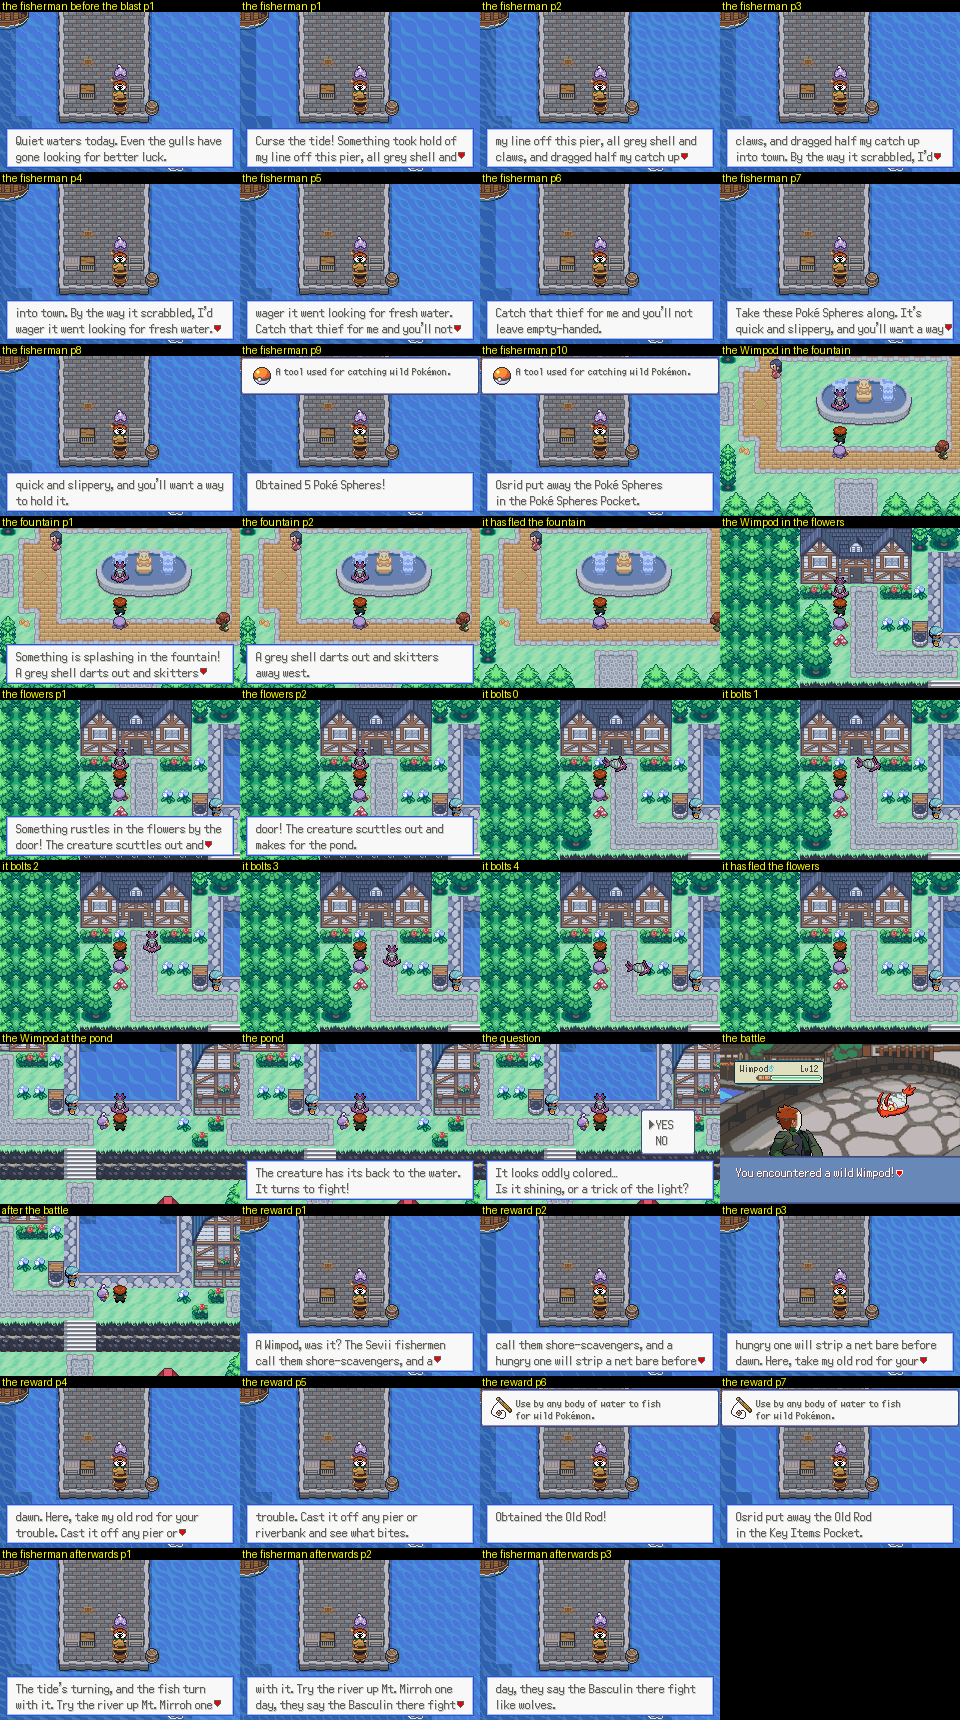 the fisherman before the blast p1
Quiet waters today. Even the gulls have
gone looking for better luck.
the fisherman p1
Curse the tide! Something took hold of
my line off this pier, all grey shell and
the fisherman p2
my line off this pier, all grey shell and
claws, and dragged half my catch up
the fisherman p3
claws, and dragged half my catch up
into town. By the way it scrabbled, I'd
the fisherman p4
into town. By the way it scrabbled, I'd
wager it went looking for fresh water.
the fisherman p5
wager it went looking for fresh water.
Catch that thief for me and you'll not
the fisherman p6
Catch that thief for me and you'll not
leave empty-handed.
the fisherman p7
Take these Poké Spheres along. It's
quick and slippery, and you'll want a way
the fisherman p8
quick and slippery, and you'll want a way
to hold it.
the fisherman p9
A tool used for catching wild Pokémon.
Obtained 5 Poké Spheres!
the fisherman p10
A tool used for catching wild Pokémon.
Osrid put away the Poké Spheres
in the Poké Spheres Pocket.
the Wimpod in the fountain
the fountain p1
Something is splashing in the fountain!
A grey shell darts out and skitters
the fountain p2
A grey shell darts out and skitters
away west.
it has fled the fountain
the Wimpod in the flowers
the flowers p1
Something rustles in the flowers by the
door! The creature scuttles out and
the flowers p2
door! The creature scuttles out and
makes for the pond.
it bolts 0
it bolts 1
it bolts 2
it bolts 3
it bolts 4
it has fled the flowers
the Wimpod at the pond
the pond
The creature has its back to the water.
It turns to fight!
the question
YES
NO
It looks oddly colored...
Is it shining, or a trick of the light?
the battle
Wimpod♂ Lv12
You encountered a wild Wimpod!
after the battle
the reward p1
A Wimpod, was it? The Sevii fishermen
call them shore-scavengers, and a
the reward p2
call them shore-scavengers, and a
hungry one will strip a net bare before
the reward p3
hungry one will strip a net bare before
dawn. Here, take my old rod for your
the reward p4
dawn. Here, take my old rod for your
trouble. Cast it off any pier or
the reward p5
trouble. Cast it off any pier or
riverbank and see what bites.
the reward p6
Use by any body of water to fish
for wild Pokémon.
Obtained the Old Rod!
the reward p7
Use by any body of water to fish
for wild Pokémon.
Osrid put away the Old Rod
in the Key Items Pocket.
the fisherman afterwards p1
The tide's turning, and the fish turn
with it. Try the river up Mt. Mirroh one
the fisherman afterwards p2
with it. Try the river up Mt. Mirroh one
day, they say the Basculin there fight
the fisherman afterwards p3
day, they say the Basculin there fight
like wolves.